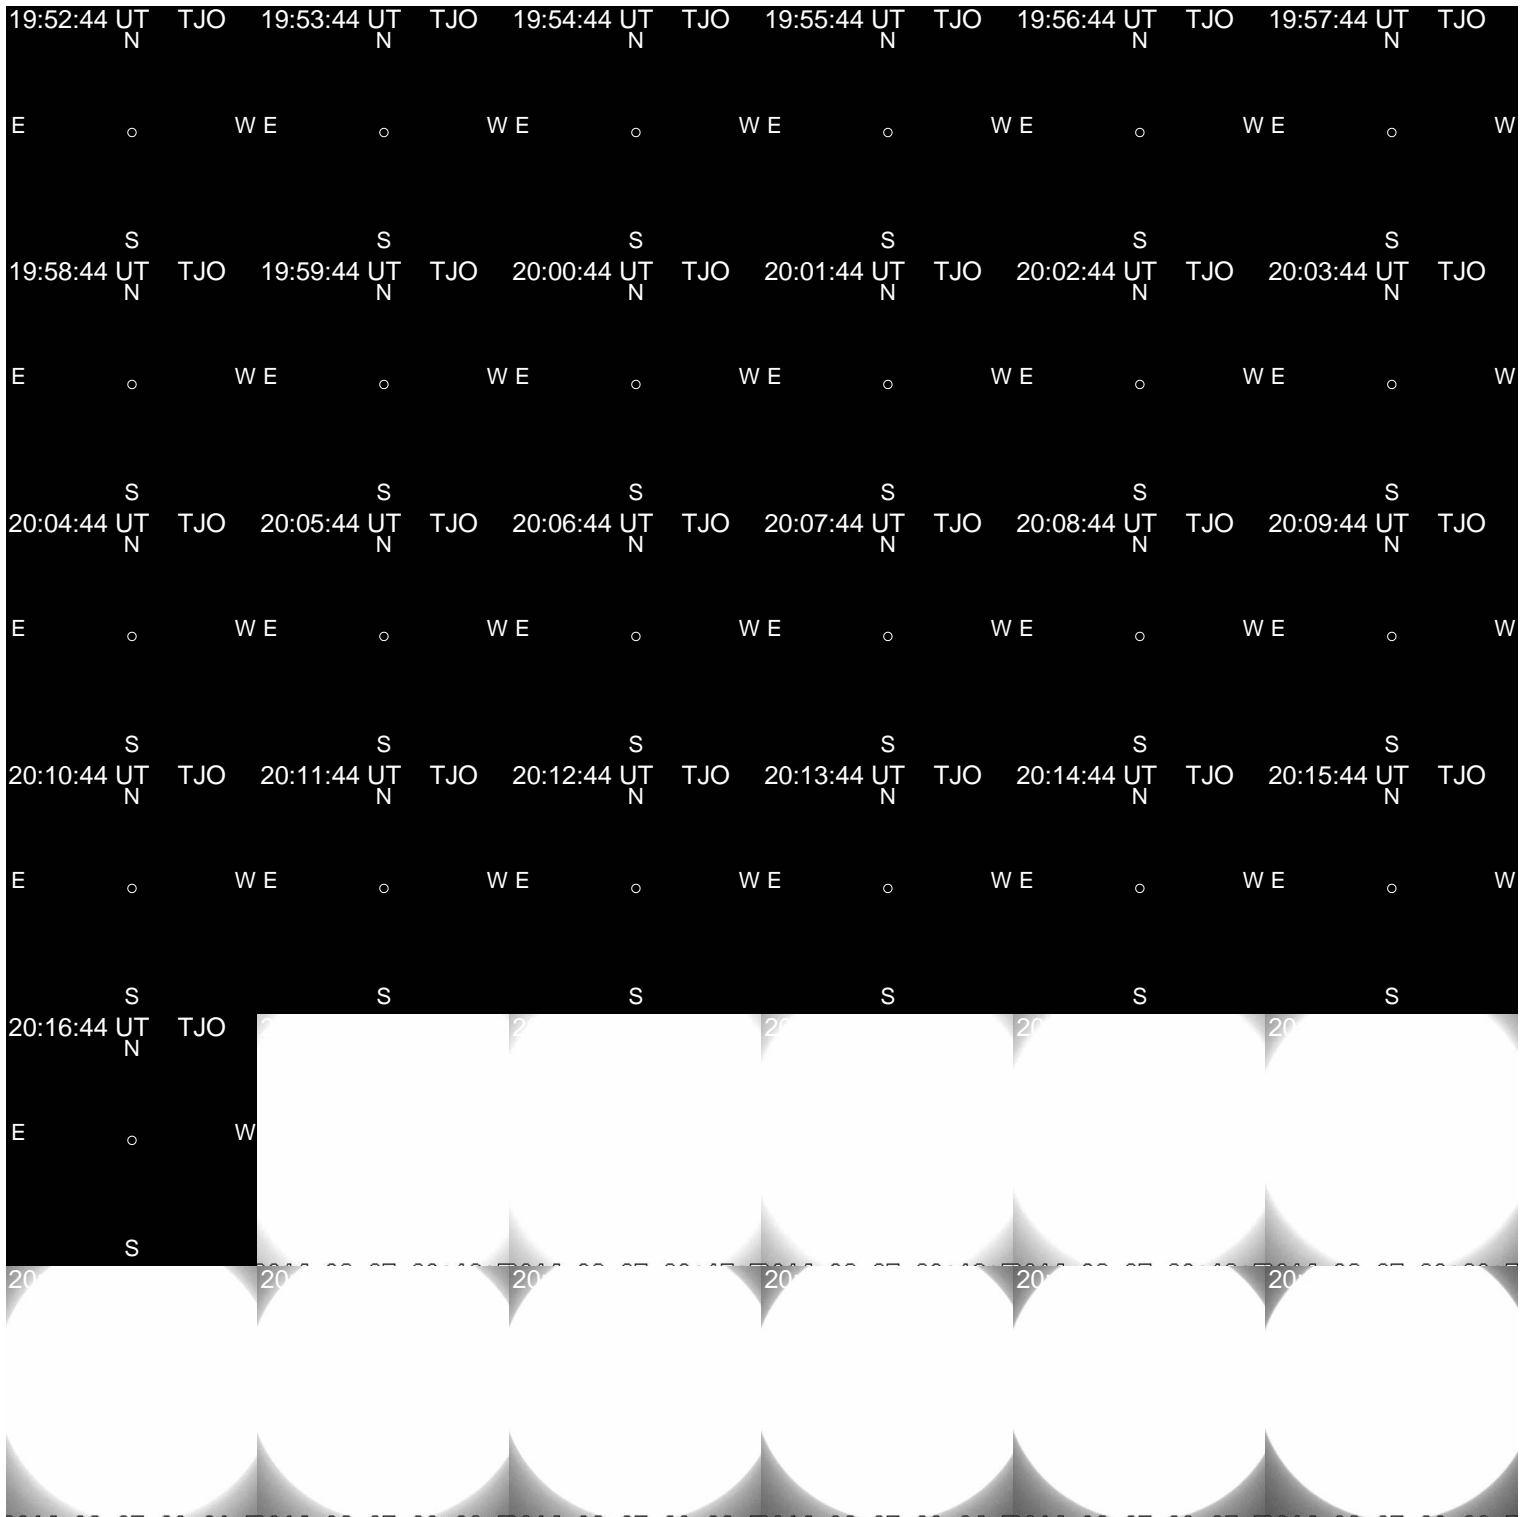 19:52:44 UT TJO 19:53:44 UT TJO 19:54:44 UT TJO 19:55:44 UT TJO 19:56:44 UT TJO 19:57:44 UT TJO
N N N N N N
E W E W E W E W E W E W
S S S S S S
19:58:44 UT TJO 19:59:44 UT TJO 20:00:44 UT TJO 20:01:44 UT TJO 20:02:44 UT TJO 20:03:44 UT TJO
N N N N N N
E W E W E W E W E W E W
S S S S S S
20:04:44 UT TJO 20:05:44 UT TJO 20:06:44 UT TJO 20:07:44 UT TJO 20:08:44 UT TJO 20:09:44 UT TJO
N N N N N N
E W E W E W E W E W E W
S S S S S S
20:10:44 UT TJO 20:11:44 UT TJO 20:12:44 UT TJO 20:13:44 UT TJO 20:14:44 UT TJO 20:15:44 UT TJO
N N N N N N
E W E W E W E W E W E W
S S S S S S
20:16:44 UT TJO
N
E W
S